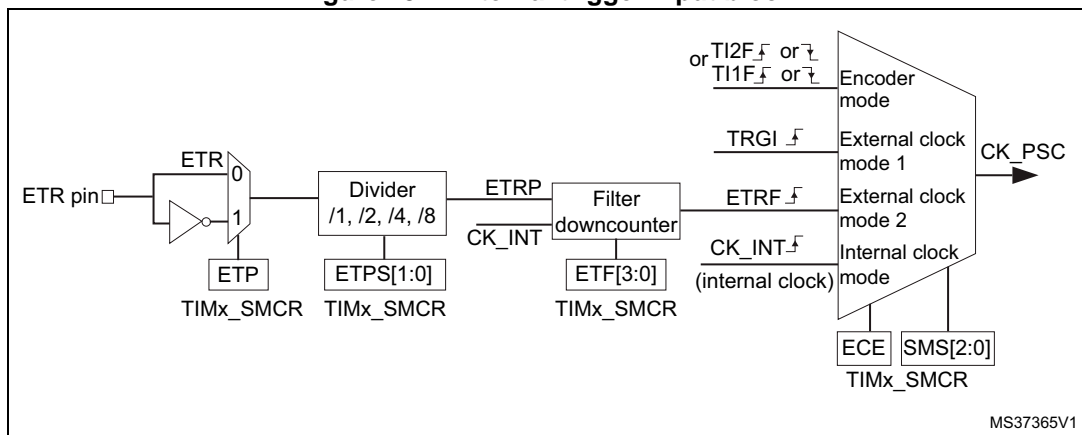 or TI2F or
TI1F or
Encoder
mode
TRGI
External clock
mode 1
CK_PSC
ETR
0
ETR pin
1
Divider
/1, /2, /4, /8
ETRP
CK_INT
Filter
downcounter
ETRF
External clock
mode 2
CK_INT
(internal clock)
Internal clock
mode
ETP
TIMx_SMCR
ETPS[1:0]
TIMx_SMCR
ETF[3:0]
TIMx_SMCR
ECE
SMS[2:0]
TIMx_SMCR
MS37365V1